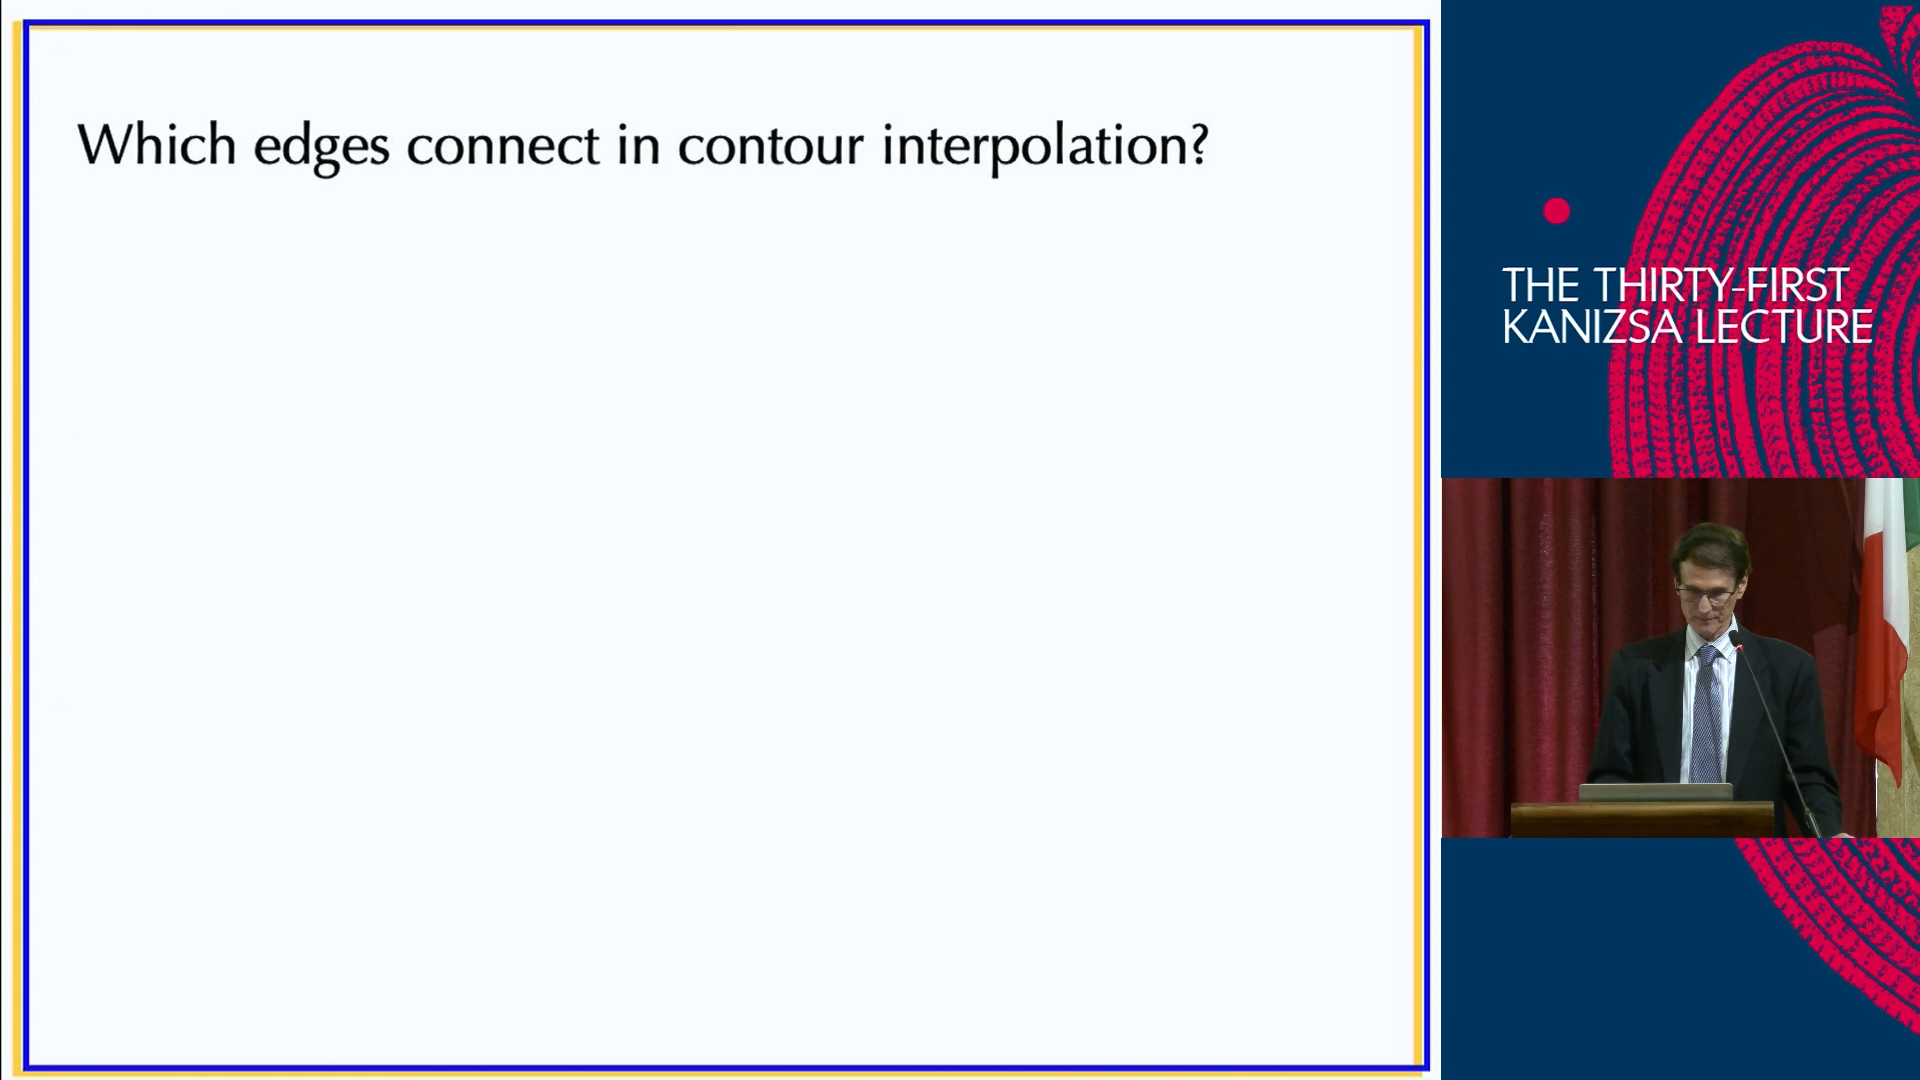 Which edges connect in contour interpolation?
THE THIRTY-FIRST
KANIZSA LECTURE